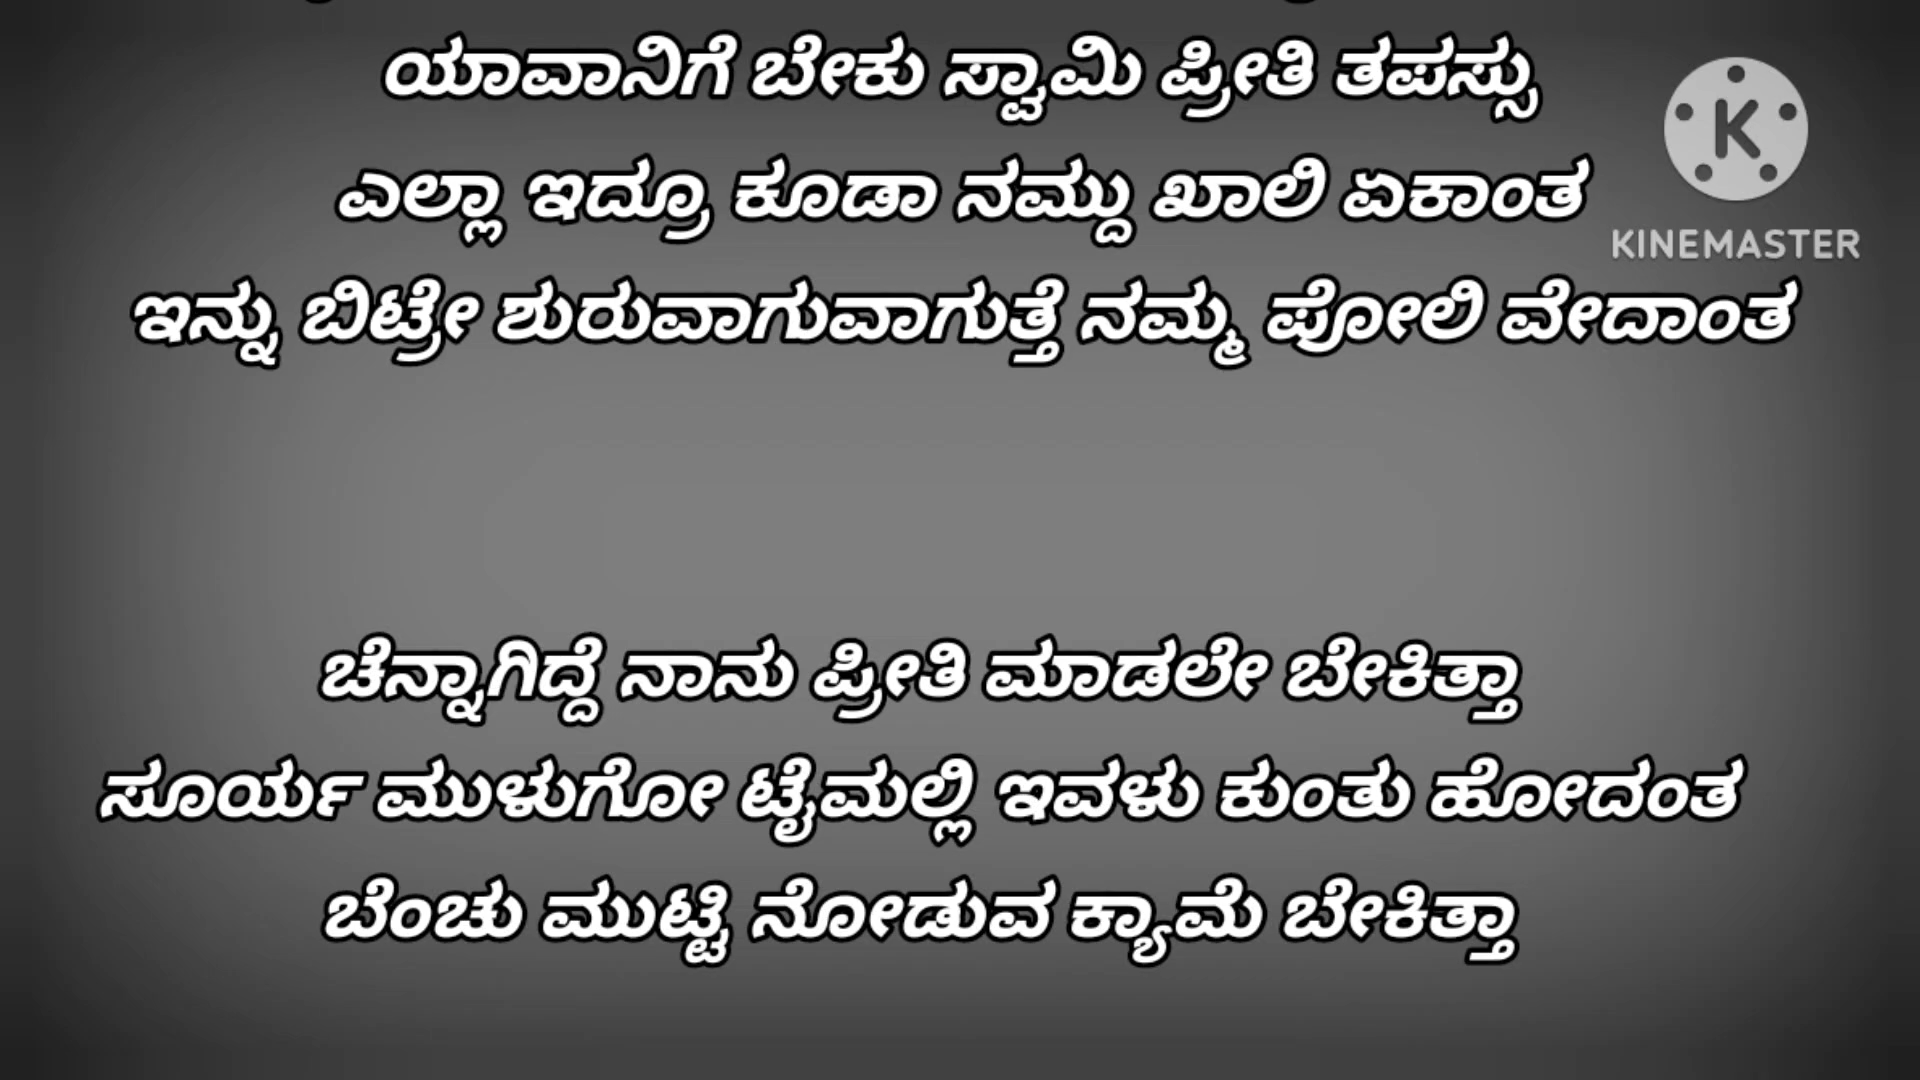 ಯಾವಾನಿಗೆ ಬೇಕು ಸ್ವಾಮಿ ಪ್ರೀತಿ ತಪಸ್ಸು
ಎಲ್ಲಾ ಇದ್ರೂ ಕೂಡಾ ನಮ್ದು ಖಾಲಿ ಏಕಾಂತ
KINEMASTER
ಇನ್ನು ಬಿಟ್ರೇ ಶುರುವಾಗುವಾಗುತ್ತೆ ನಮ್ಮ ಪೋಲಿ ವೇದಾಂತ
ಚೆನ್ನಾಗಿದ್ದೆ ನಾನು ಪ್ರೀತಿ ಮಾಡಲೇ ಬೇಕಿತ್ತಾ
ಸೂರ್ಯ ಮುಳುಗೋ ಟೈಮಲ್ಲಿ ಇವಳು ಕುಂತು ಹೋದಂತ
ಬೆಂಚು ಮುಟ್ಟಿ ನೋಡುವ ಕ್ಯಾಮೆ ಬೇಕಿತ್ತಾ